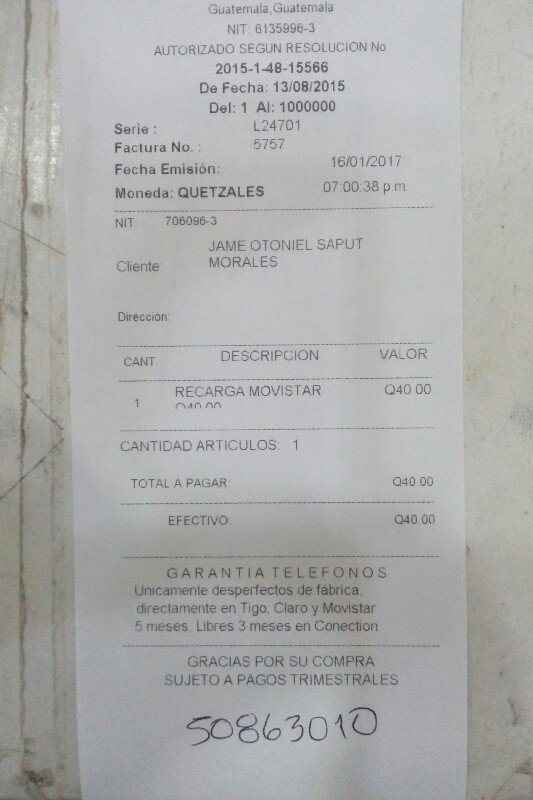 Guatemala,Guatemala
NIT: 6135996-3
AUTORIZADO SEGUN RESOLUCION No.
2015-1-48-15566
De Fecha: 13/08/2015
Del: 1 Al: 1000000
Serie : L24701
Factura No. : 5757
Fecha Emisión: 16/01/2017
Moneda: QUETZALES 07:00:38 p.m.
NIT: 706096-3
Cliente: JAME OTONIEL SAPUT
MORALES
Dirección:
CANT. DESCRIPCION VALOR
1 RECARGA MOVISTAR Q40.00
Q40.00
CANTIDAD ARTICULOS: 1
TOTAL A PAGAR: Q40.00
EFECTIVO: Q40.00
GARANTIA TELEFONOS
Unicamente desperfectos de fábrica,
directamente en Tigo, Claro y Movistar
5 meses, Libres 3 meses en Conection
GRACIAS POR SU COMPRA
SUJETO A PAGOS TRIMESTRALES
50863010